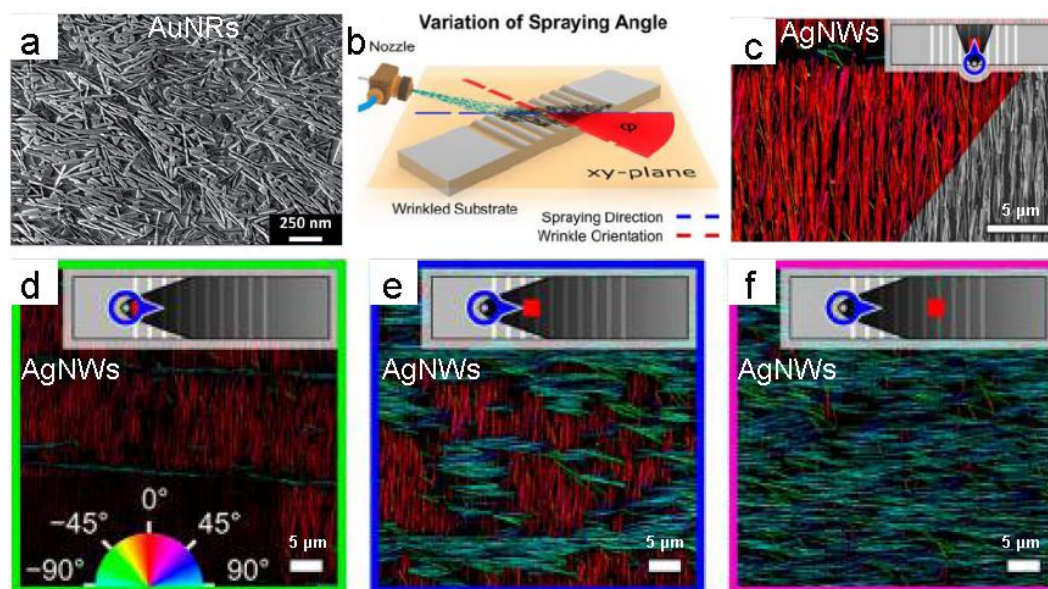 a
AuNRs
250 nm
b
Variation of Spraying Angle
Nozzle
φ
xy-plane
Wrinkled Substrate
Spraying Direction
Wrinkle Orientation
c
AgNWs
5 µm
d
AgNWs
0°
−45°
45°
−90°
90°
5 µm
e
AgNWs
5 µm
f
AgNWs
5 µm